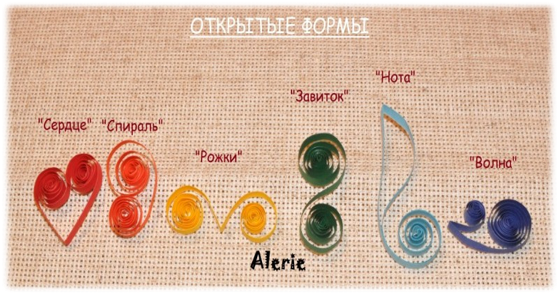 ОТКРЫТЫЕ ФОРМЫ
"Сердце"
"Спираль"
"Рожки"
"Завиток"
"Нота"
"Волна"
Alerie